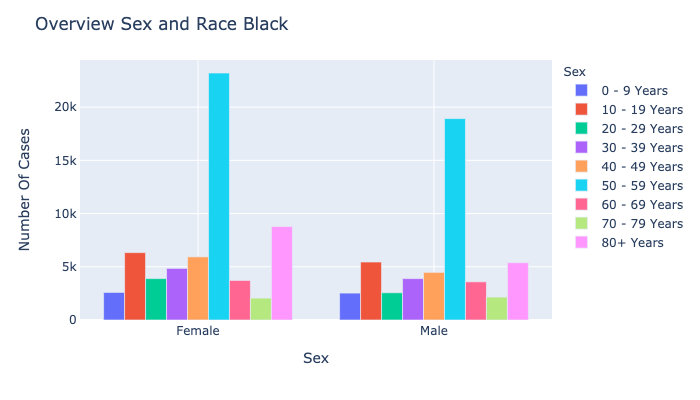 Overview Sex and Race Black
Number Of Cases
20k
15k
10k
5k
0
Female
Male
Sex
Sex
0 - 9 Years
10 - 19 Years
20 - 29 Years
30 - 39 Years
40 - 49 Years
50 - 59 Years
60 - 69 Years
70 - 79 Years
80+ Years